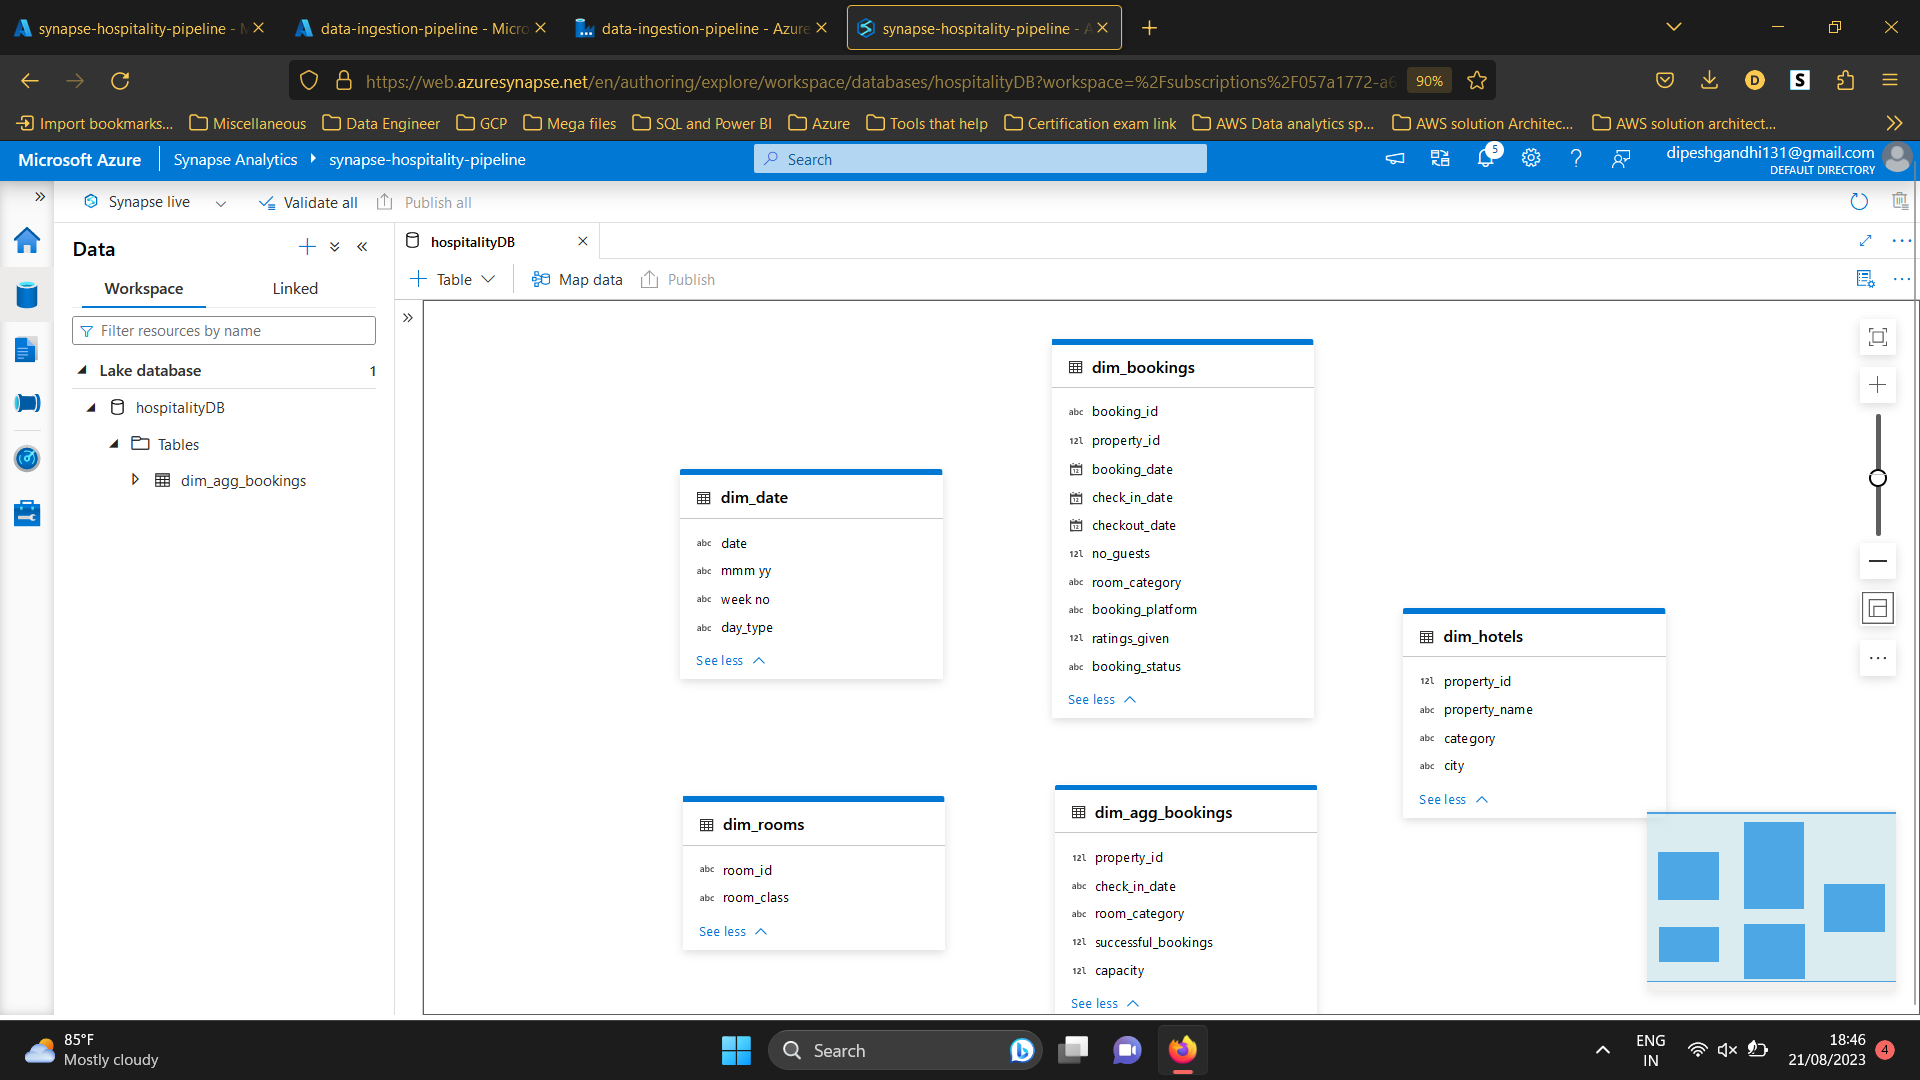 synapse-hospitality-pipeline - M
data-ingestion-pipeline - Micro
data-ingestion-pipeline - Azure
synapse-hospitality-pipeline - A
https://web.azuresynapse.net/en/authoring/explore/workspace/databases/hospitalityDB?workspace=%2Fsubscriptions%2F057a1772-a6
90%
D
S
Import bookmarks...
Miscellaneous
Data Engineer
GCP
Mega files
SQL and Power BI
Azure
Tools that help
Certification exam link
AWS Data analytics sp...
AWS solution Architec...
AWS solution architect...
Microsoft Azure
Synapse Analytics
synapse-hospitality-pipeline
Search
5
dipeshgandhi131@gmail.com
DEFAULT DIRECTORY
Synapse live
Validate all
Publish all
Data
Workspace
Linked
Filter resources by name
Lake database
1
hospitalityDB
Tables
dim_agg_bookings
hospitalityDB
Table
Map data
Publish
dim_date
abc date
abc mmm yy
abc week no
abc day_type
See less
dim_bookings
abc booking_id
12l property_id
12 booking_date
12 check_in_date
12 checkout_date
12l no_guests
abc room_category
abc booking_platform
12l ratings_given
abc booking_status
See less
dim_hotels
12l property_id
abc property_name
abc category
abc city
See less
dim_rooms
abc room_id
abc room_class
See less
dim_agg_bookings
12l property_id
abc check_in_date
abc room_category
12l successful_bookings
12l capacity
See less
85°F
Mostly cloudy
Search
ENG
IN
18:46
21/08/2023
4